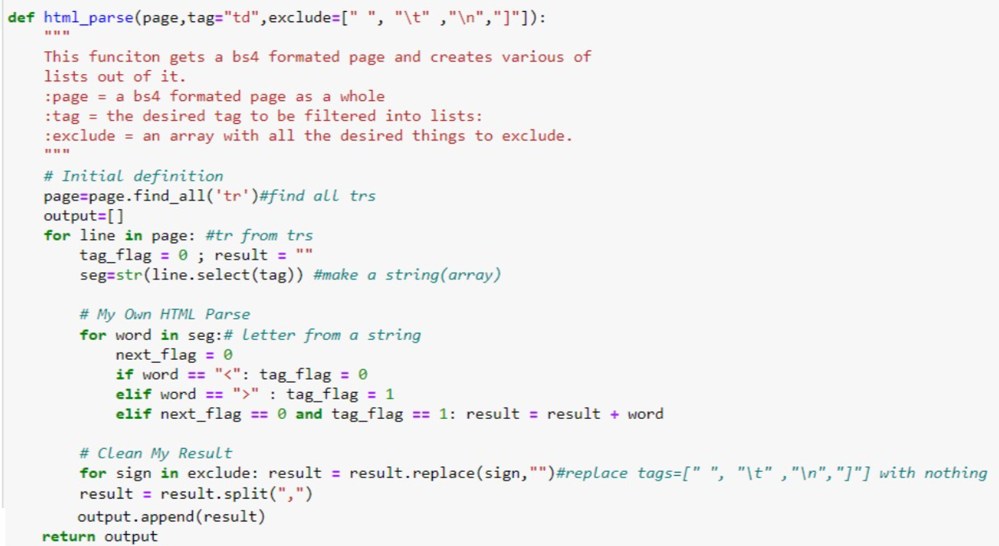 def html_parse(page,tag="td",exclude=[" ", "\t" ,"\n","]"]):
    """
    This funciton gets a bs4 formated page and creates various of
    lists out of it.
    :page = a bs4 formated page as a whole
    :tag = the desired tag to be filtered into lists:
    :exclude = an array with all the desired things to exclude.
    """
    # Initial definition
    page=page.find_all('tr')#find all trs
    output=[]
    for line in page: #tr from trs
        tag_flag = 0 ; result = ""
        seg=str(line.select(tag)) #make a string(array)

        # My Own HTML Parse
        for word in seg:# letter from a string
            next_flag = 0
            if word == "<": tag_flag = 0
            elif word == ">" : tag_flag = 1
            elif next_flag == 0 and tag_flag == 1: result = result + word

        # Clean My Result
        for sign in exclude: result = result.replace(sign,"")#replace tags=[" ", "\t" ,"\n","]"] with nothing
        result = result.split(",")
        output.append(result)
    return output